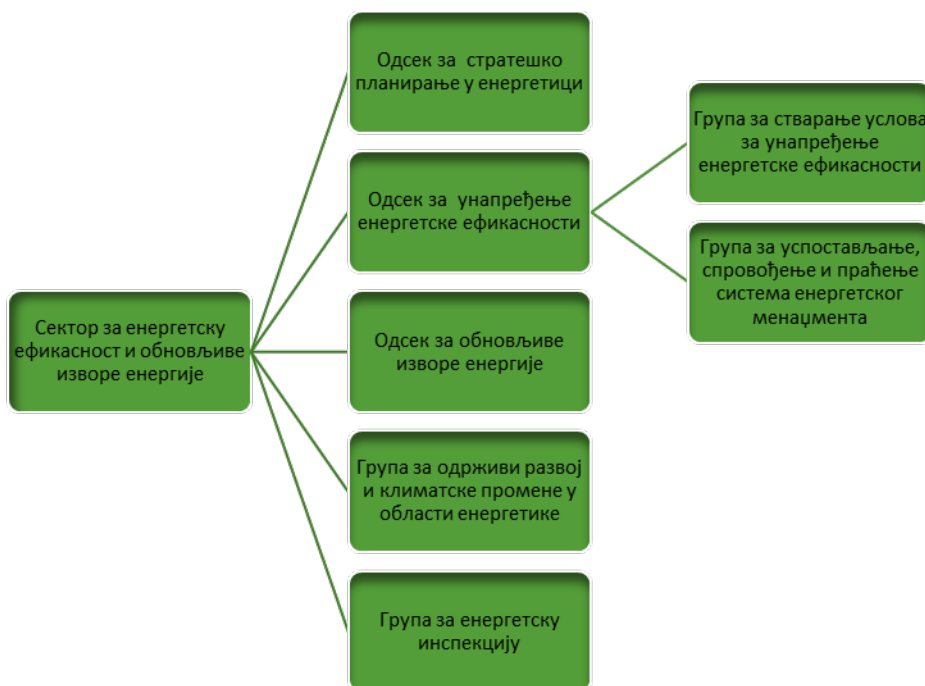 Одсек за стратешко
планирање у енергетици
Група за стварање услова
за унапређење
енергетске ефикасности
Одсек за унапређење
енергетске ефикасности
Група за успостављање,
спровођење и праћење
система енергетског
менаџмента
Сектор за енергетску
ефикасност и обновљиве
изворе енергије
Одсек за обновљиве
изворе енергије
Група за одрживи развој
и климатске промене у
области енергетике
Група за енергетску
инспекцију